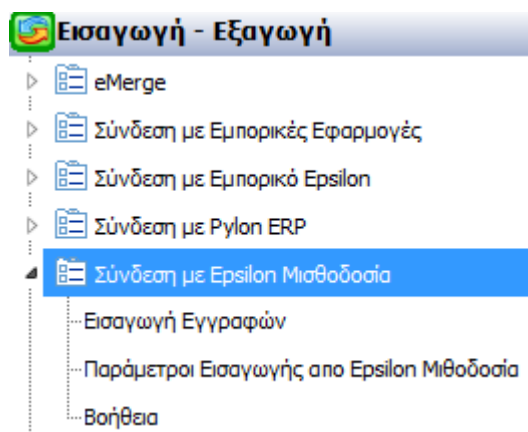 Εισαγωγή - Εξαγωγή
eMerge
Σύνδεση με Εμπορικές Εφαρμογές
Σύνδεση με Εμπορικό Epsilon
Σύνδεση με Pylon ERP
Σύνδεση με Epsilon Μισθοδοσία
Εισαγωγή Εγγραφών
Παράμετροι Εισαγωγής απο Epsilon Μιθοδοσία
Βοήθεια